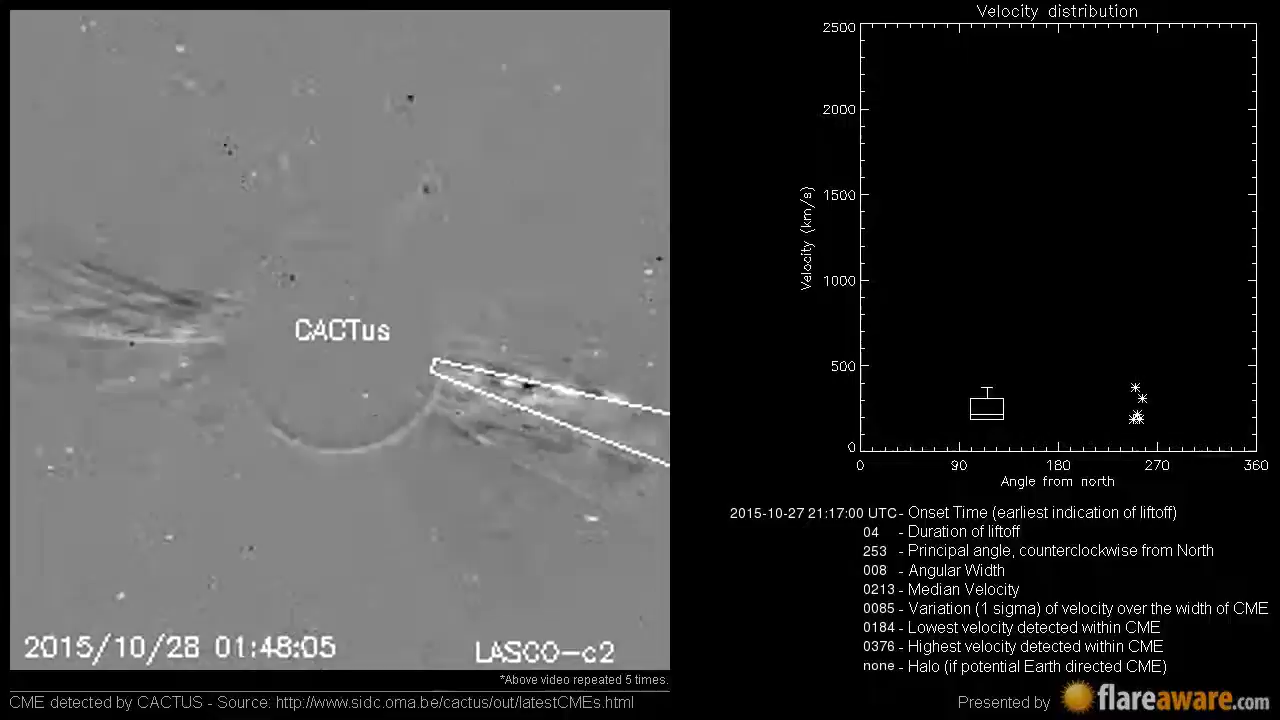 Velocity distribution
2500
2000
1500
1000
500
0
Velocity (km/s)
0 90 180 270 360
Angle from north
CACTus
2015/10/28 01:48:05
LASCO-c2
*Above video repeated 5 times.
2015-10-27 21:17:00 UTC - Onset Time (earliest indication of liftoff)
04 - Duration of liftoff
253 - Principal angle, counterclockwise from North
008 - Angular Width
0213 - Median Velocity
0085 - Variation (1 sigma) of velocity over the width of CME
0184 - Lowest velocity detected within CME
0376 - Highest velocity detected within CME
none - Halo (if potential Earth directed CME)
CME detected by CACTUS - Source: http://www.sidc.oma.be/cactus/out/latestCMEs.html
Presented by flareaware.com